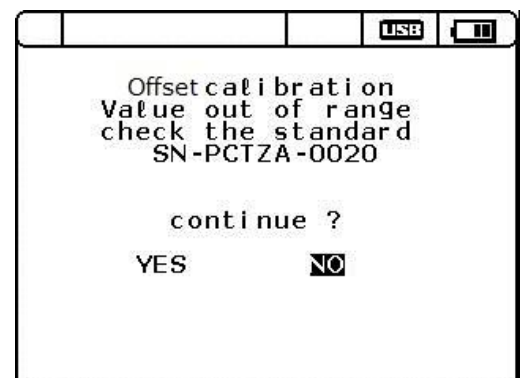 USB
Offset calibration
Value out of range
check the standard
SN-PCTZA-0020
continue ?
YES NO